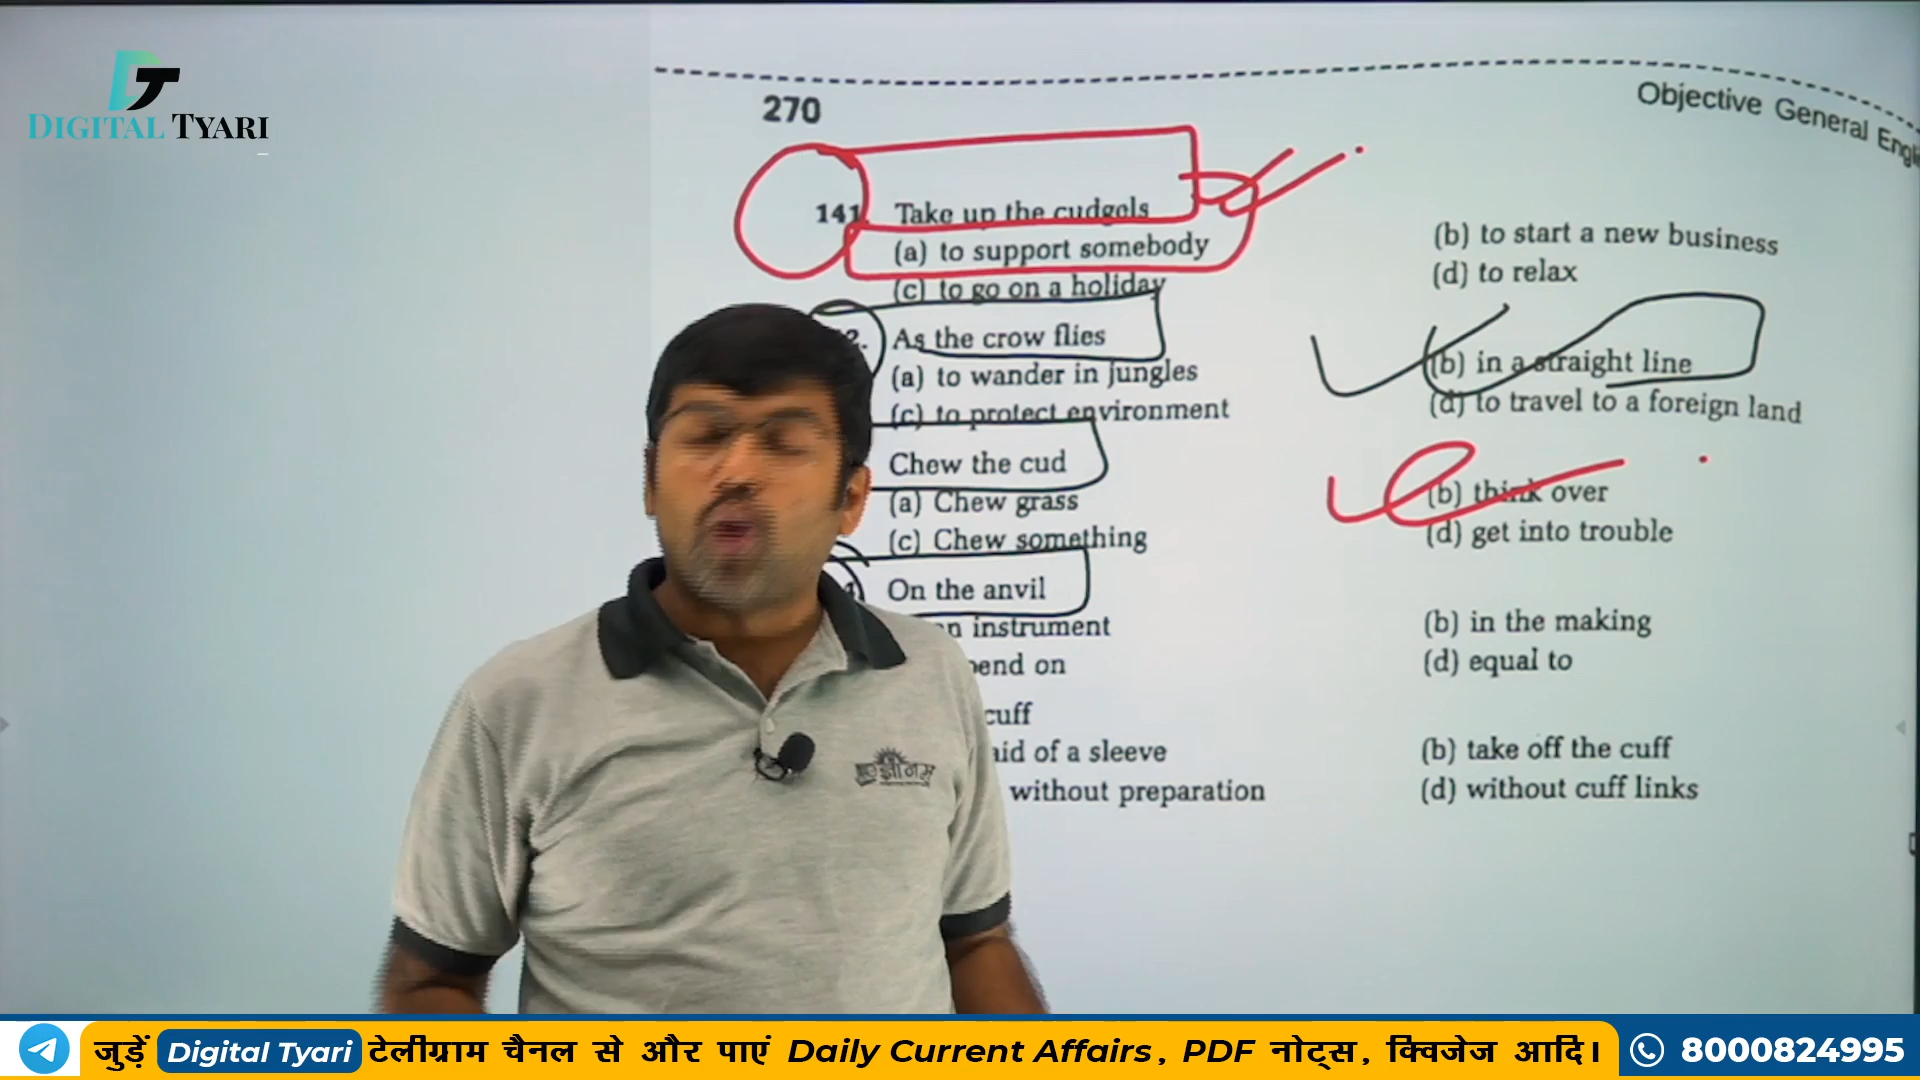 DIGITAL TYARI
270
Objective General
141. Take up the cudgels
(a) to support somebody
(b) to start a new business
(c) to go on a holiday
(d) to relax
2. As the crow flies
(a) to wander in jungles
(b) in a straight line
(c) to protect environment
(d) to travel to a foreign land
Chew the cud
(a) Chew grass
(b) think over
(c) Chew something
(d) get into trouble
On the anvil
instrument
(b) in the making
on
(d) equal to
cuff
of a sleeve
(b) take off the cuff
without preparation
(d) without cuff links
जुड़ें Digital Tyari टेलीग्राम चैनल से और पाएं Daily Current Affairs, PDF नोट्स, क्विजेज आदि।
8000824995